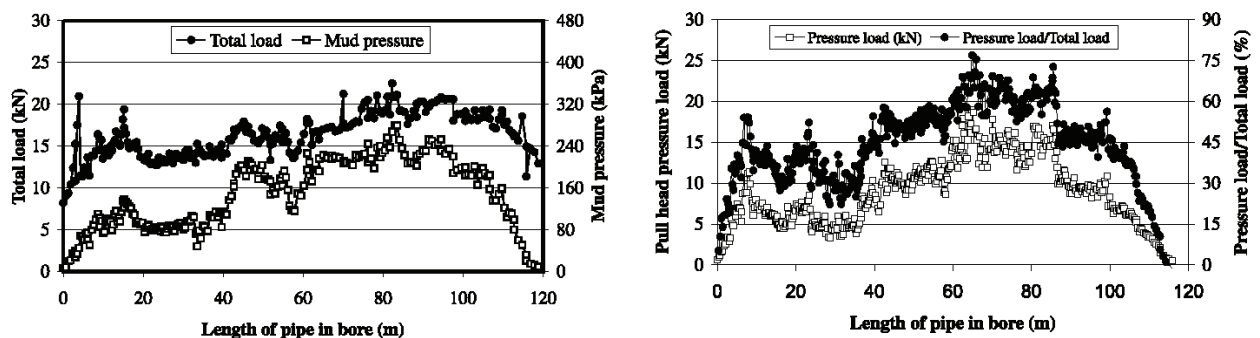 Total load
Mud pressure
Total load (kN)
30
25
20
15
10
5
0
Mud pressure (kPa)
480
400
320
240
160
80
0
0 20 40 60 80 100 120
Length of pipe in bore (m)
Pressure load (kN)
Pressure load/Total load
Pull head pressure load (kN)
30
25
20
15
10
5
0
Pressure load/Total load (%)
90
75
60
45
30
15
0
0 20 40 60 80 100 120
Length of pipe in bore (m)